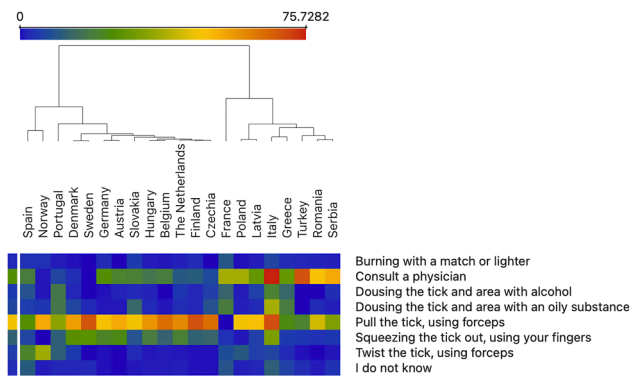 0
75.7282
Spain
Norway
Portugal
Denmark
Sweden
Germany
Austria
Slovakia
Hungary
Belgium
The Netherlands
Finland
Czechia
France
Poland
Latvia
Italy
Greece
Turkey
Romania
Serbia
Burning with a match or lighter
Consult a physician
Dousing the tick and area with alcohol
Dousing the tick and area with an oily substance
Pull the tick, using forceps
Squeezing the tick out, using your fingers
Twist the tick, using forceps
I do not know